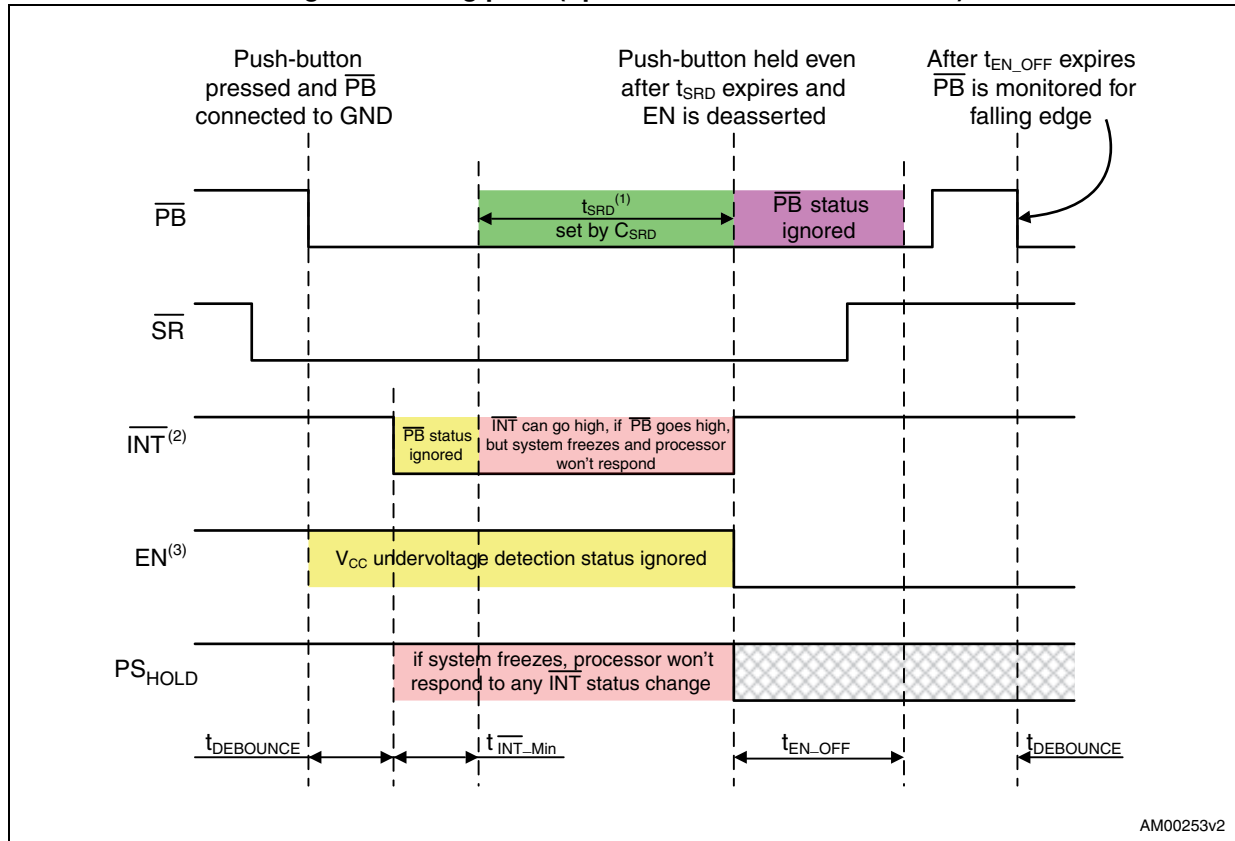 Push-button
pressed and PB
connected to GND
Push-button held even
after tSRD expires and
EN is deasserted
After tEN_OFF expires
PB is monitored for
falling edge
PB
tSRD(1)
set by CSRD
PB status
ignored
SR
INT(2)
PB status
ignored
INT can go high, if PB goes high,
but system freezes and processor
won't respond
EN(3)
VCC undervoltage detection status ignored
PSHOLD
if system freezes, processor won't
respond to any INT status change
tDEBOUNCE
tINT_Min
tEN_OFF
tDEBOUNCE
AM00253v2